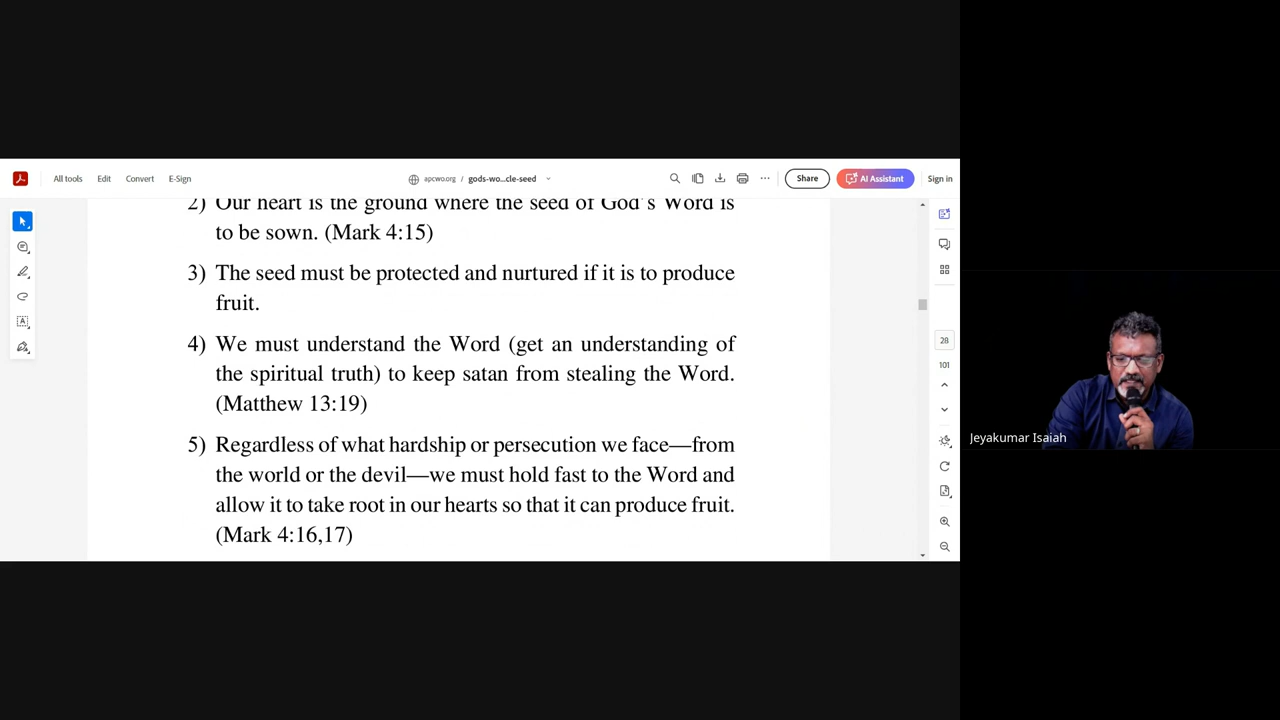 All tools
Edit
Convert
E-Sign
apcwo.org / gods-wo...cle-seed
Share
AI Assistant
Sign in
2) Our heart is the ground where the seed of God's Word is
to be sown. (Mark 4:15)
3) The seed must be protected and nurtured if it is to produce
fruit.
4) We must understand the Word (get an understanding of
the spiritual truth) to keep satan from stealing the Word.
(Matthew 13:19)
5) Regardless of what hardship or persecution we face—from
the world or the devil—we must hold fast to the Word and
allow it to take root in our hearts so that it can produce fruit.
(Mark 4:16,17)
28
101
Jeyakumar Isaiah